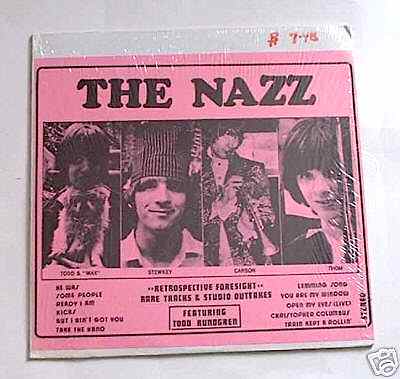 7-98
THE NAZZ
TODD & "MAX"
STEWKEY
CARSON
THOM
HE WAS
SOME PEOPLE
READY I AM
KICKS
BUT I AIN'T GOT YOU
TAKE THE HAND
**RETROSPECTIVE FORESIGHT**
RARE TRACKS & STUDIO OUTTAKES
FEATURING
TODD RUNDGREN
LEMMING SONG
YOU ARE MY WINDOW
OPEN MY EYES (LIVE)
CHRISTOPHER COLUMBUS
TRAIN KEPT A ROLLIN'
STEREO